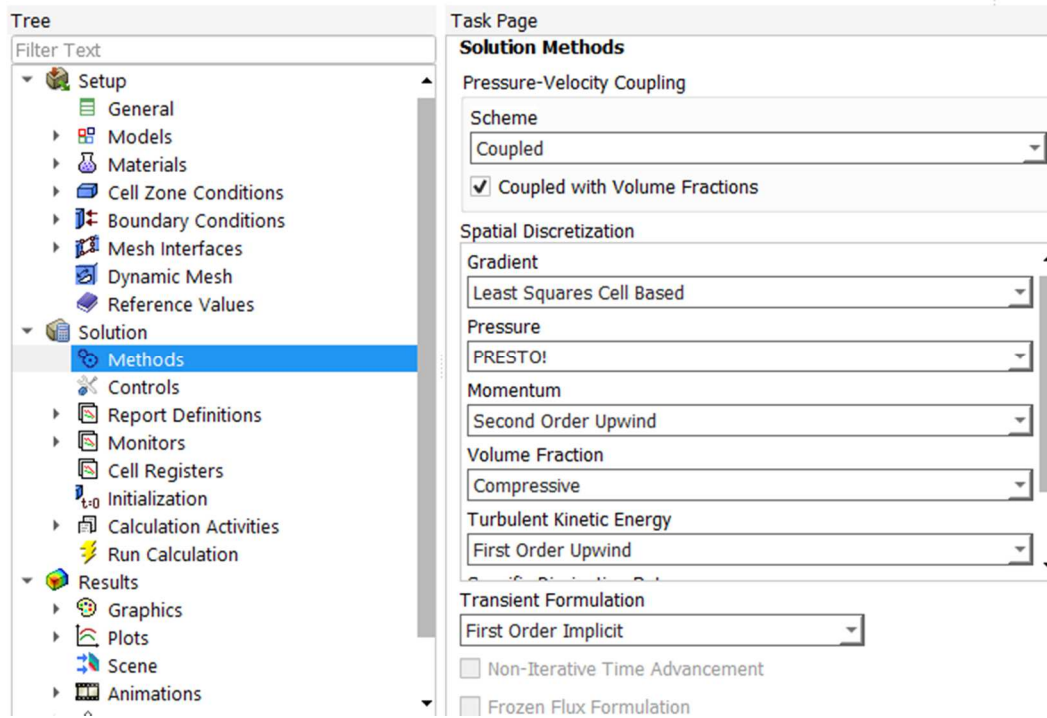 Tree
Filter Text
Setup
General
Models
Materials
Cell Zone Conditions
Boundary Conditions
Mesh Interfaces
Dynamic Mesh
Reference Values
Solution
Methods
Controls
Report Definitions
Monitors
Cell Registers
t=0 Initialization
Calculation Activities
Run Calculation
Results
Graphics
Plots
Scene
Animations
Task Page
Solution Methods
Pressure-Velocity Coupling
Scheme
Coupled
Coupled with Volume Fractions
Spatial Discretization
Gradient
Least Squares Cell Based
Pressure
PRESTO!
Momentum
Second Order Upwind
Volume Fraction
Compressive
Turbulent Kinetic Energy
First Order Upwind
Transient Formulation
First Order Implicit
Non-Iterative Time Advancement
Frozen Flux Formulation